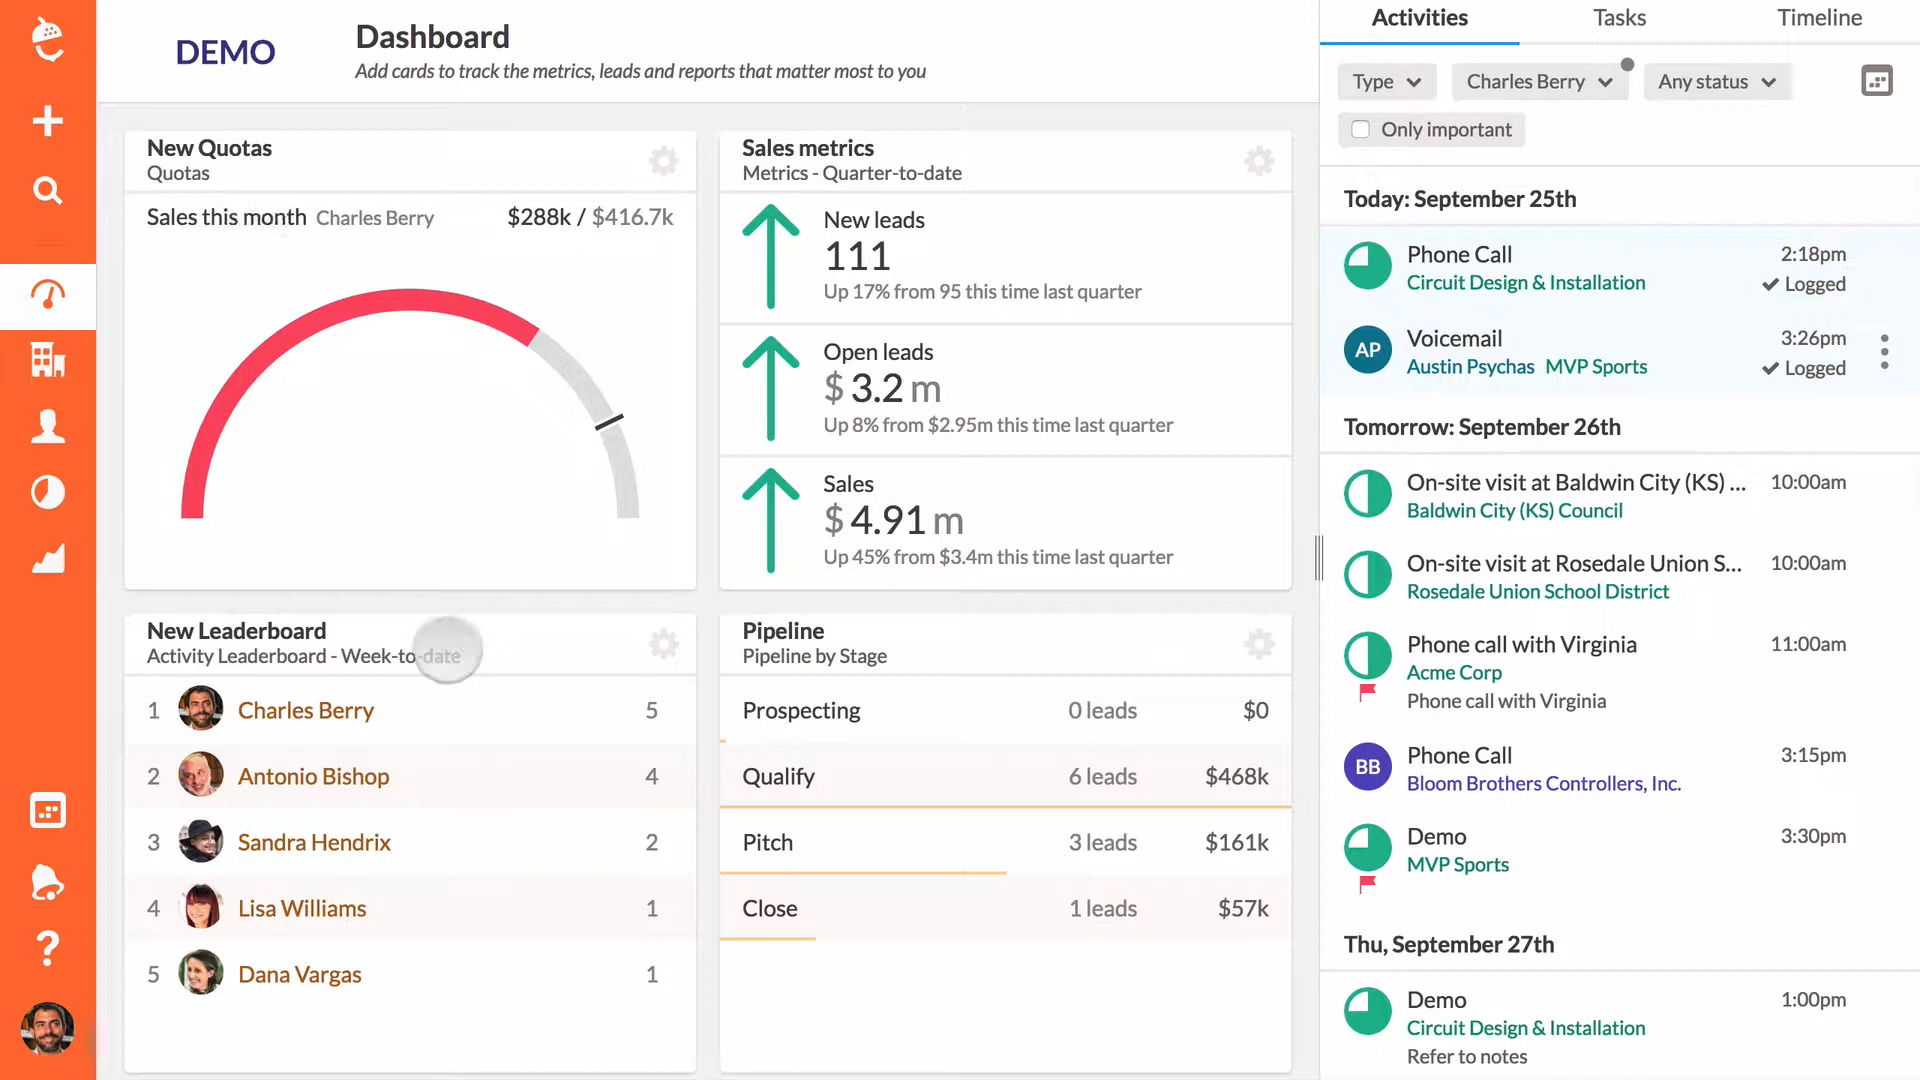 DEMO
Dashboard
Add cards to track the metrics, leads and reports that matter most to you
New Quotas
Quotas
Sales this month Charles Berry $288k / $416.7k
Sales metrics
Metrics - Quarter-to-date
New leads
111
Up 17% from 95 this time last quarter
Open leads
$ 3.2 m
Up 8% from $2.95m this time last quarter
Sales
$ 4.91 m
Up 45% from $3.4m this time last quarter
New Leaderboard
Activity Leaderboard - Week-to-date
1 Charles Berry 5
2 Antonio Bishop 4
3 Sandra Hendrix 2
4 Lisa Williams 1
5 Dana Vargas 1
Pipeline
Pipeline by Stage
Prospecting 0 leads $0
Qualify 6 leads $468k
Pitch 3 leads $161k
Close 1 leads $57k
Activities Tasks Timeline
Type Charles Berry Any status
Only important
Today: September 25th
Phone Call 2:18pm
Circuit Design & Installation Logged
AP Voicemail 3:26pm
Austin Psychas MVP Sports Logged
Tomorrow: September 26th
On-site visit at Baldwin City (KS) ... 10:00am
Baldwin City (KS) Council
On-site visit at Rosedale Union S... 10:00am
Rosedale Union School District
Phone call with Virginia 11:00am
Acme Corp
Phone call with Virginia
BB Phone Call 3:15pm
Bloom Brothers Controllers, Inc.
Demo 3:30pm
MVP Sports
Thu, September 27th
Demo 1:00pm
Circuit Design & Installation
Refer to notes